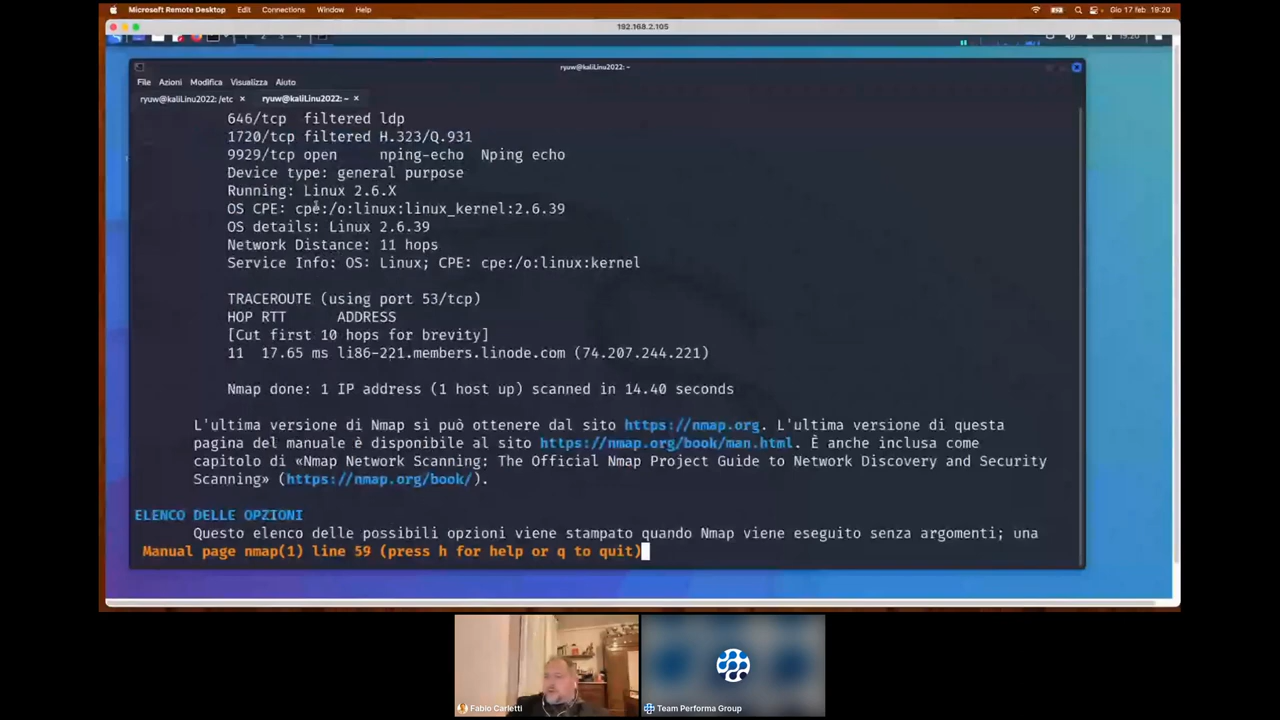 Microsoft Remote Desktop Edit Connections Window Help Gio 17 feb 19:20
192.168.2.105
1 2 3 4 19:20
ryuw@kaliLinu2022: ~
File Azioni Modifica Visualizza Aiuto
ryuw@kaliLinu2022: /etc × ryuw@kaliLinu2022: ~ ×
646/tcp filtered ldp
1720/tcp filtered H.323/Q.931
9929/tcp open nping-echo Nping echo
Device type: general purpose
Running: Linux 2.6.X
OS CPE: cpe:/o:linux:linux_kernel:2.6.39
OS details: Linux 2.6.39
Network Distance: 11 hops
Service Info: OS: Linux; CPE: cpe:/o:linux:kernel
TRACEROUTE (using port 53/tcp)
HOP RTT ADDRESS
[Cut first 10 hops for brevity]
11 17.65 ms li86-221.members.linode.com (74.207.244.221)
Nmap done: 1 IP address (1 host up) scanned in 14.40 seconds
L'ultima versione di Nmap si può ottenere dal sito https://nmap.org. L'ultima versione di questa
pagina del manuale è disponibile al sito https://nmap.org/book/man.html. È anche inclusa come
capitolo di «Nmap Network Scanning: The Official Nmap Project Guide to Network Discovery and Security
Scanning» (https://nmap.org/book/).
ELENCO DELLE OPZIONI
Questo elenco delle possibili opzioni viene stampato quando Nmap viene eseguito senza argomenti; una
Manual page nmap(1) line 59 (press h for help or q to quit)
Fabio Carletti
Team Performa Group